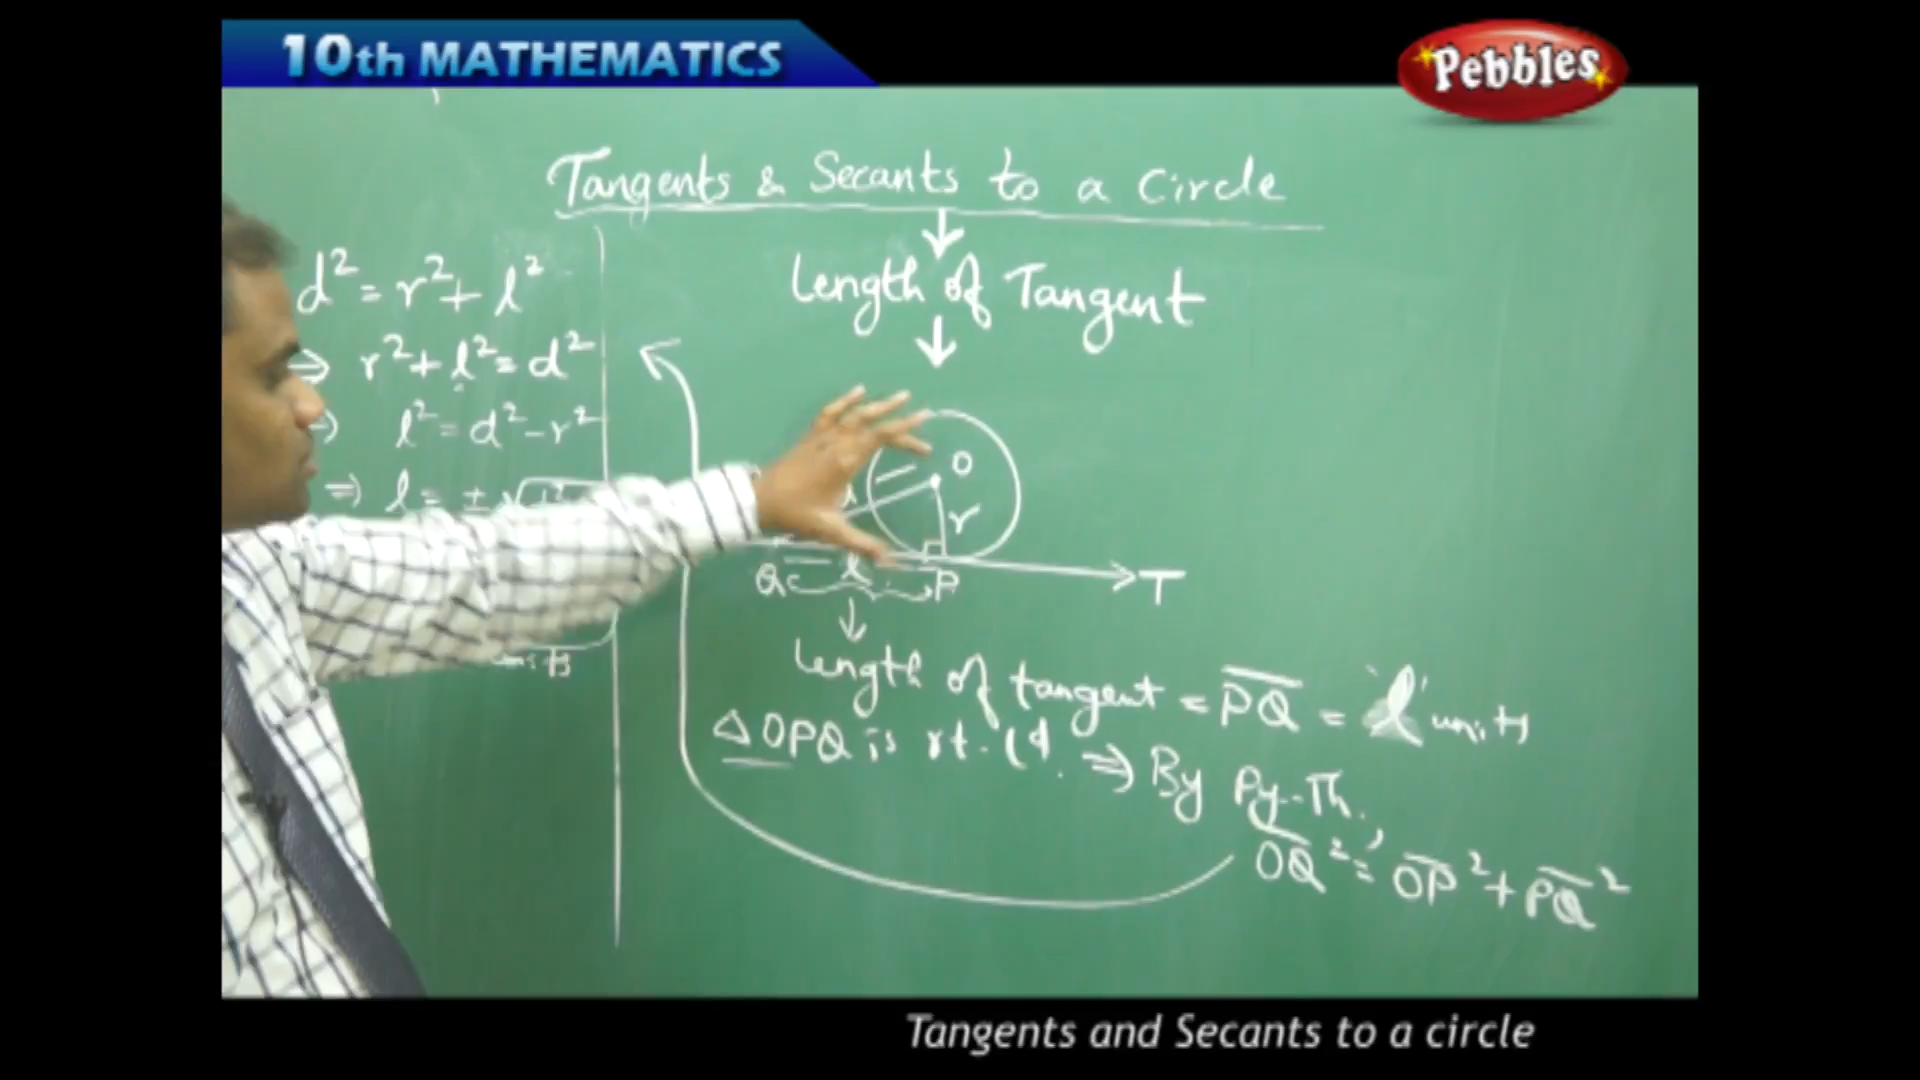 10th MATHEMATICS
Pebbles
Tangents & Secants to a Circle
Length of Tangent
d² = r² + l²
⇒ r² + l² = d²
⇒ l² = d² - r²
⇒ l = ± √
O
r
Q l P
T
Length of tangent = PQ = 'l' units
△ OPQ is rt.
⇒ By Py. Th.,
OQ² = OP² + PQ²
Tangents and Secants to a circle